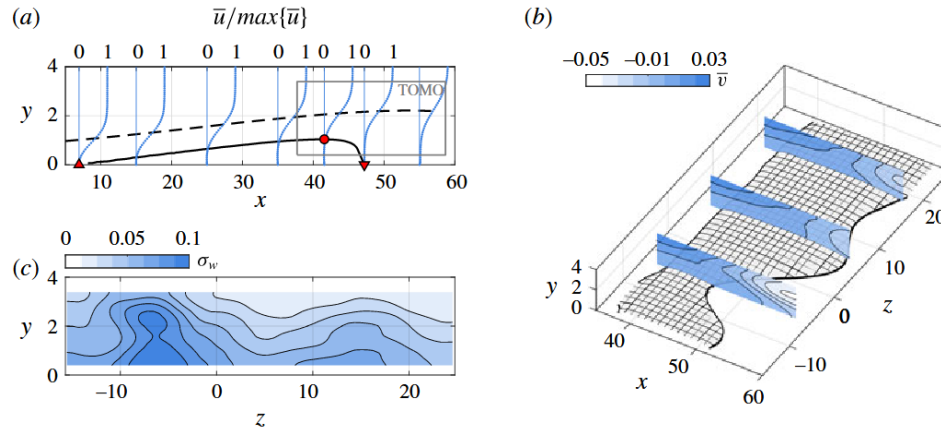 (a)
u̅/max{u̅}
0 1 0 1 0 1 0 1 0 1 0 1
TOMO
4
y 2
0
10 20 30 40 50 60
x
0 0.05 0.1
σw
(c)
4
y 2
0
−10 0 10 20
z
(b)
−0.05 −0.01 0.03
v̅
4
y 2
0
40
50
60
x
−10
0
10
20
z